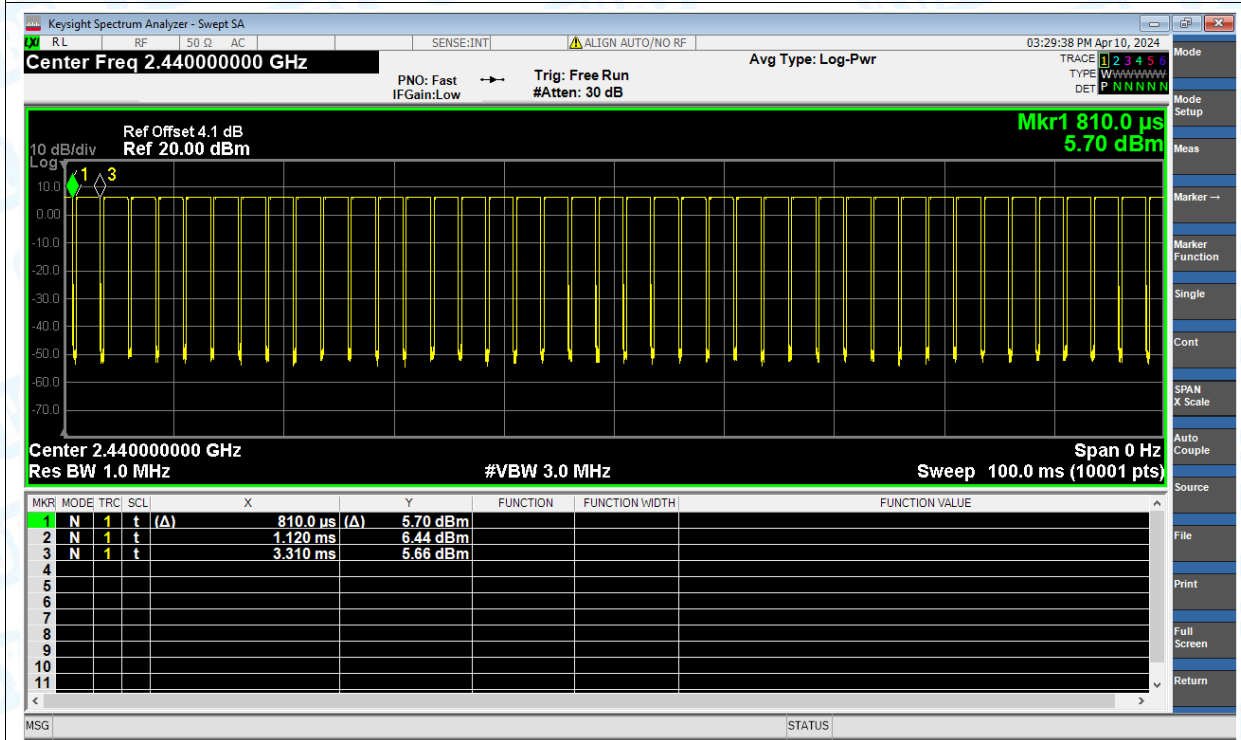 Keysight Spectrum Analyzer - Swept SA
LXI RL RF 50 Ω AC SENSE:INT ALIGN AUTO/NO RF 03:29:38 PM Apr 10, 2024
Center Freq 2.440000000 GHz Avg Type: Log-Pwr TRACE 1 2 3 4 5 6
PNO: Fast Trig: Free Run TYPE WWWWWW
IFGain:Low #Atten: 30 dB DET P N N N N N
Mkr1 810.0 µs
Ref Offset 4.1 dB
10 dB/div Ref 20.00 dBm 5.70 dBm
Log
1 3
10.0
0.00
-10.0
-20.0
-30.0
-40.0
-50.0
-60.0
-70.0
Center 2.440000000 GHz Span 0 Hz
Res BW 1.0 MHz #VBW 3.0 MHz Sweep 100.0 ms (10001 pts)
MKR MODE TRC SCL X Y FUNCTION FUNCTION WIDTH FUNCTION VALUE
1 N 1 t (Δ) 810.0 µs (Δ) 5.70 dBm
2 N 1 t 1.120 ms 6.44 dBm
3 N 1 t 3.310 ms 5.66 dBm
4
5
6
7
8
9
10
11
MSG STATUS
Mode
Mode
Setup
Meas
Marker →
Marker
Function
Single
Cont
SPAN
X Scale
Auto
Couple
Source
File
Print
Full
Screen
Return